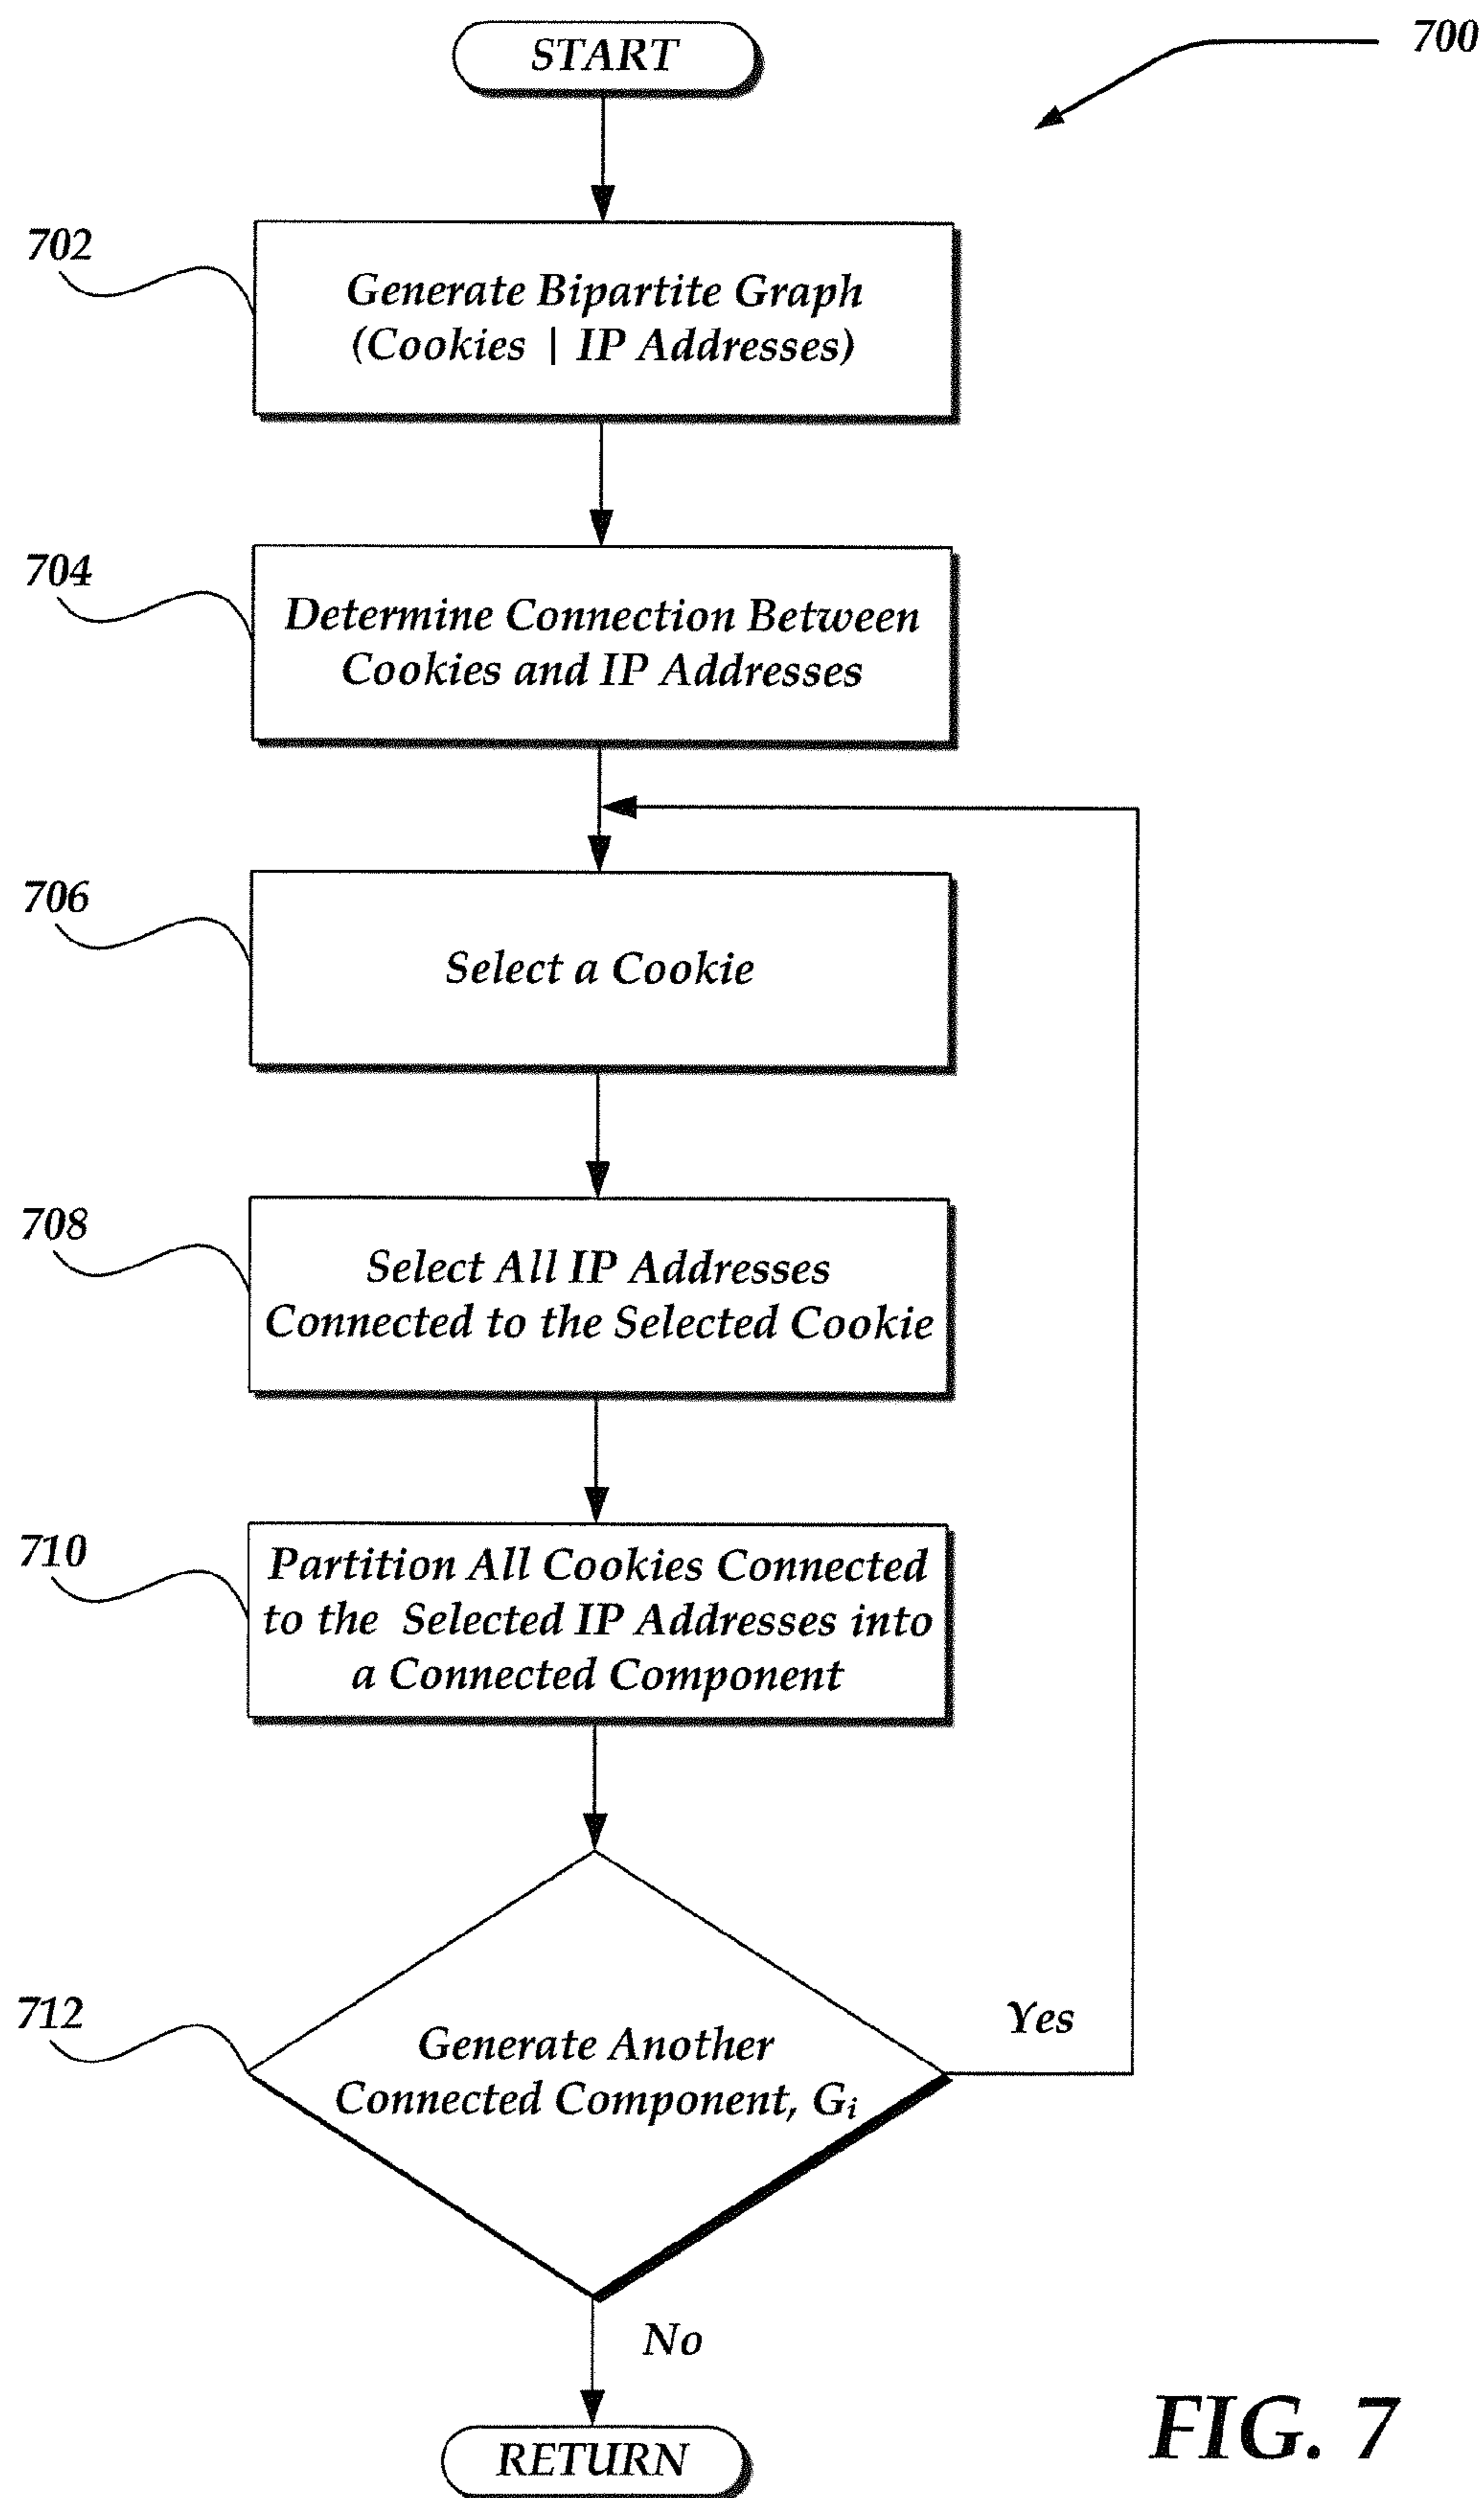 START
700
702
Generate Bipartite Graph
(Cookies | IP Addresses)
704
Determine Connection Between
Cookies and IP Addresses
706
Select a Cookie
708
Select All IP Addresses
Connected to the Selected Cookie
710
Partition All Cookies Connected
to the Selected IP Addresses into
a Connected Component
712
Generate Another
Connected Component, Gi
Yes
No
RETURN
FIG. 7